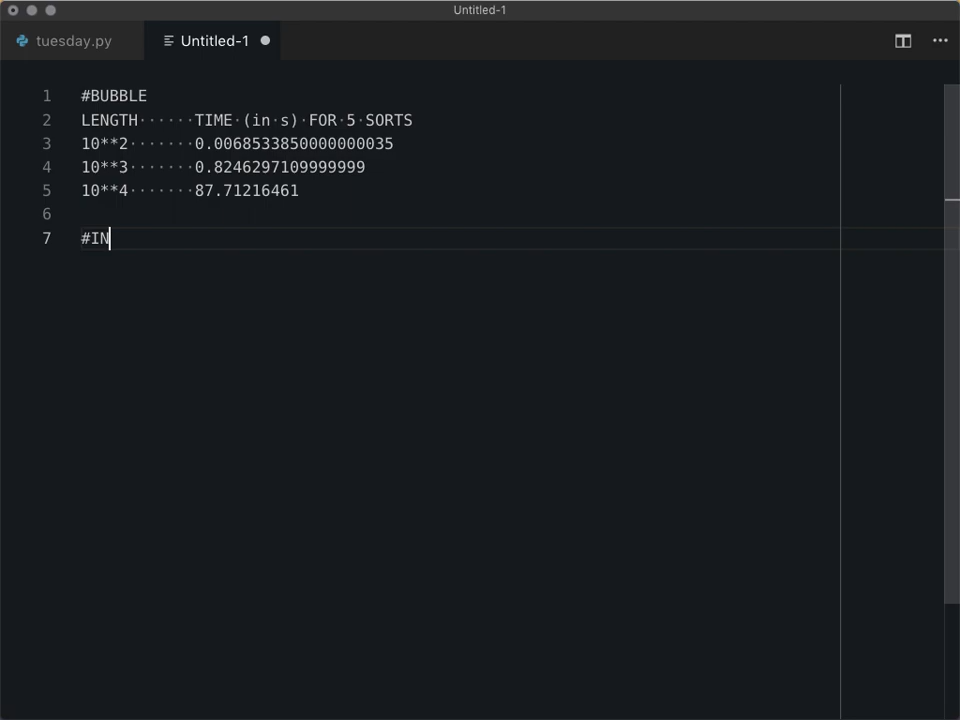 Untitled-1
tuesday.py Untitled-1
1 #BUBBLE
2 LENGTH······TIME·(in·s)·FOR·5·SORTS
3 10**2·······0.0068533850000000035
4 10**3·······0.8246297109999999
5 10**4·······87.71216461
6
7 #IN